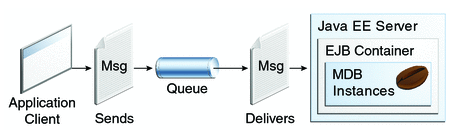 Java EE Server
EJB Container
MDB
Instances
Msg
Msg
Queue
Application
Client
Sends
Delivers